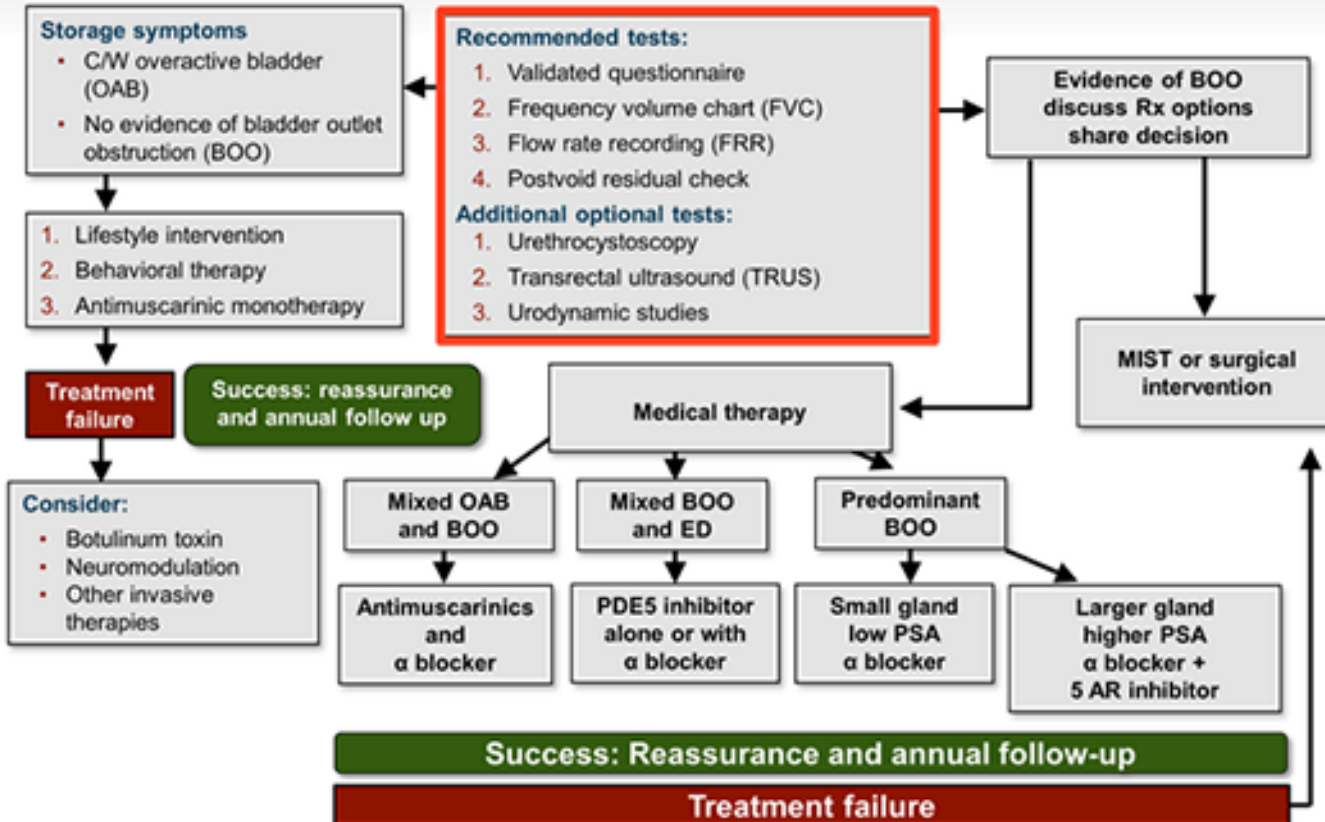 Storage symptoms
• C/W overactive bladder
(OAB)
• No evidence of bladder outlet
obstruction (BOO)
Recommended tests:
1. Validated questionnaire
2. Frequency volume chart (FVC)
3. Flow rate recording (FRR)
4. Postvoid residual check
Additional optional tests:
1. Urethrocystoscopy
2. Transrectal ultrasound (TRUS)
3. Urodynamic studies
Evidence of BOO
discuss Rx options
share decision
1. Lifestyle intervention
2. Behavioral therapy
3. Antimuscarinic monotherapy
MIST or surgical
intervention
Treatment
failure
Success: reassurance
and annual follow up
Medical therapy
Consider:
• Botulinum toxin
• Neuromodulation
• Other invasive
therapies
Mixed OAB
and BOO
Mixed BOO
and ED
Predominant
BOO
Antimuscarinics
and
α blocker
PDE5 inhibitor
alone or with
α blocker
Small gland
low PSA
α blocker
Larger gland
higher PSA
α blocker +
5 AR inhibitor
Success: Reassurance and annual follow-up
Treatment failure